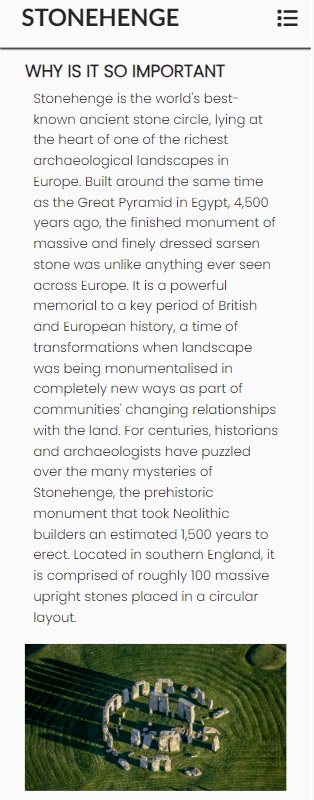 STONEHENGE
WHY IS IT SO IMPORTANT
Stonehenge is the world's best-
known ancient stone circle, lying at
the heart of one of the richest
archaeological landscapes in
Europe. Built around the same time
as the Great Pyramid in Egypt, 4,500
years ago, the finished monument of
massive and finely dressed sarsen
stone was unlike anything ever seen
across Europe. It is a powerful
memorial to a key period of British
and European history, a time of
transformations when landscape
was being monumentalised in
completely new ways as part of
communities' changing relationships
with the land. For centuries, historians
and archaeologists have puzzled
over the many mysteries of
Stonehenge, the prehistoric
monument that took Neolithic
builders an estimated 1,500 years to
erect. Located in southern England, it
is comprised of roughly 100 massive
upright stones placed in a circular
layout.